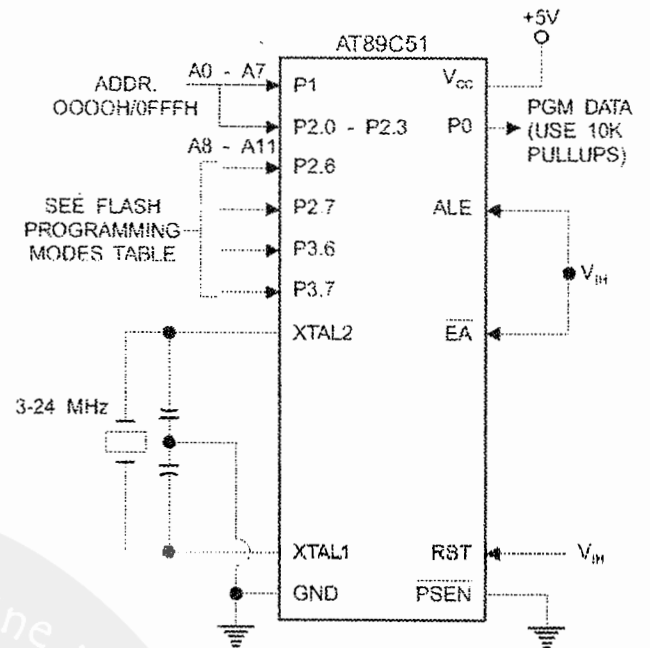 +5V
AT89C51
ADDR.
OOOOH/OFFFH
A0 - A7
P1
Vcc
P2.0 - P2.3
P0
PGM DATA
(USE 10K
PULLUPS)
A8 - A11
P2.6
SEE FLASH
PROGRAMMING
MODES TABLE
P2.7
ALE
P3.6
P3.7
VIH
XTAL2
EA
3-24 MHz
XTAL1
RST
VIH
GND
PSEN
ne